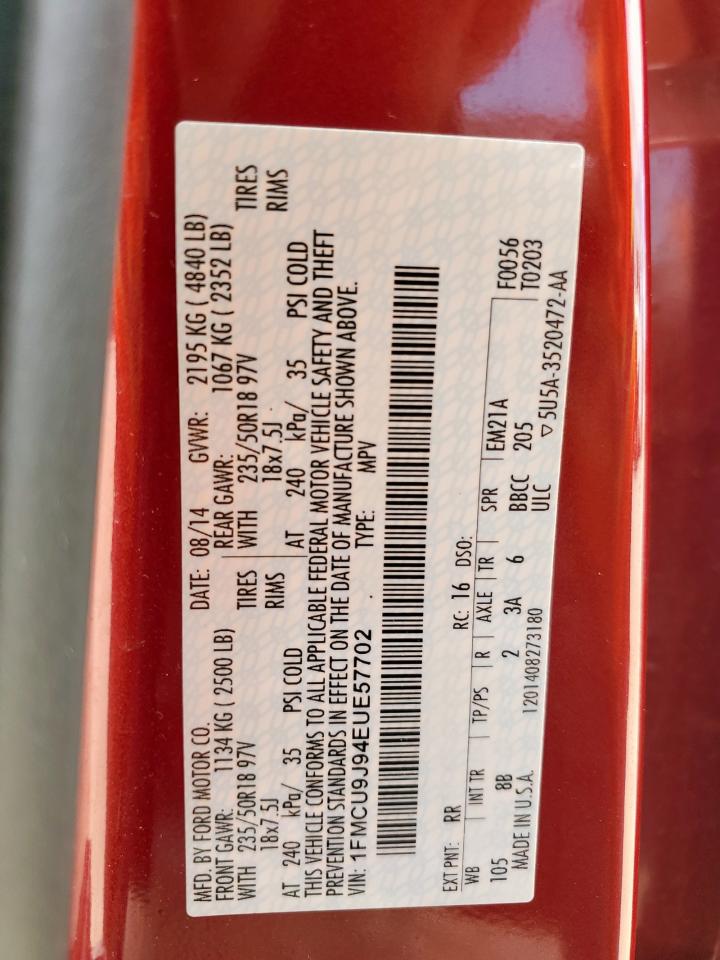 MFD. BY FORD MOTOR CO. DATE: 08/14 GVWR: 2195 KG ( 4840 LB)
FRONT GAWR: 1134 KG ( 2500 LB) REAR GAWR: 1067 KG ( 2352 LB)
WITH 235/50R18 97V TIRES WITH 235/50R18 97V TIRES
18x7.5J RIMS 18x7.5J RIMS
AT 240 kPa/ 35 PSI COLD AT 240 kPa/ 35 PSI COLD
THIS VEHICLE CONFORMS TO ALL APPLICABLE FEDERAL MOTOR VEHICLE SAFETY AND THEFT
PREVENTION STANDARDS IN EFFECT ON THE DATE OF MANUFACTURE SHOWN ABOVE.
VIN: 1FMCU9J94EUE57702 TYPE: MPV
EXT PNT: RR RC: 16 DSO:
WB INT TR TP/PS R AXLE TR SPR EM21A F0056
105 8B 2 3A 6 BBCC 205 T0203
MADE IN U.S.A. 1201408273180 ULC ▽5U5A-3520472-AA